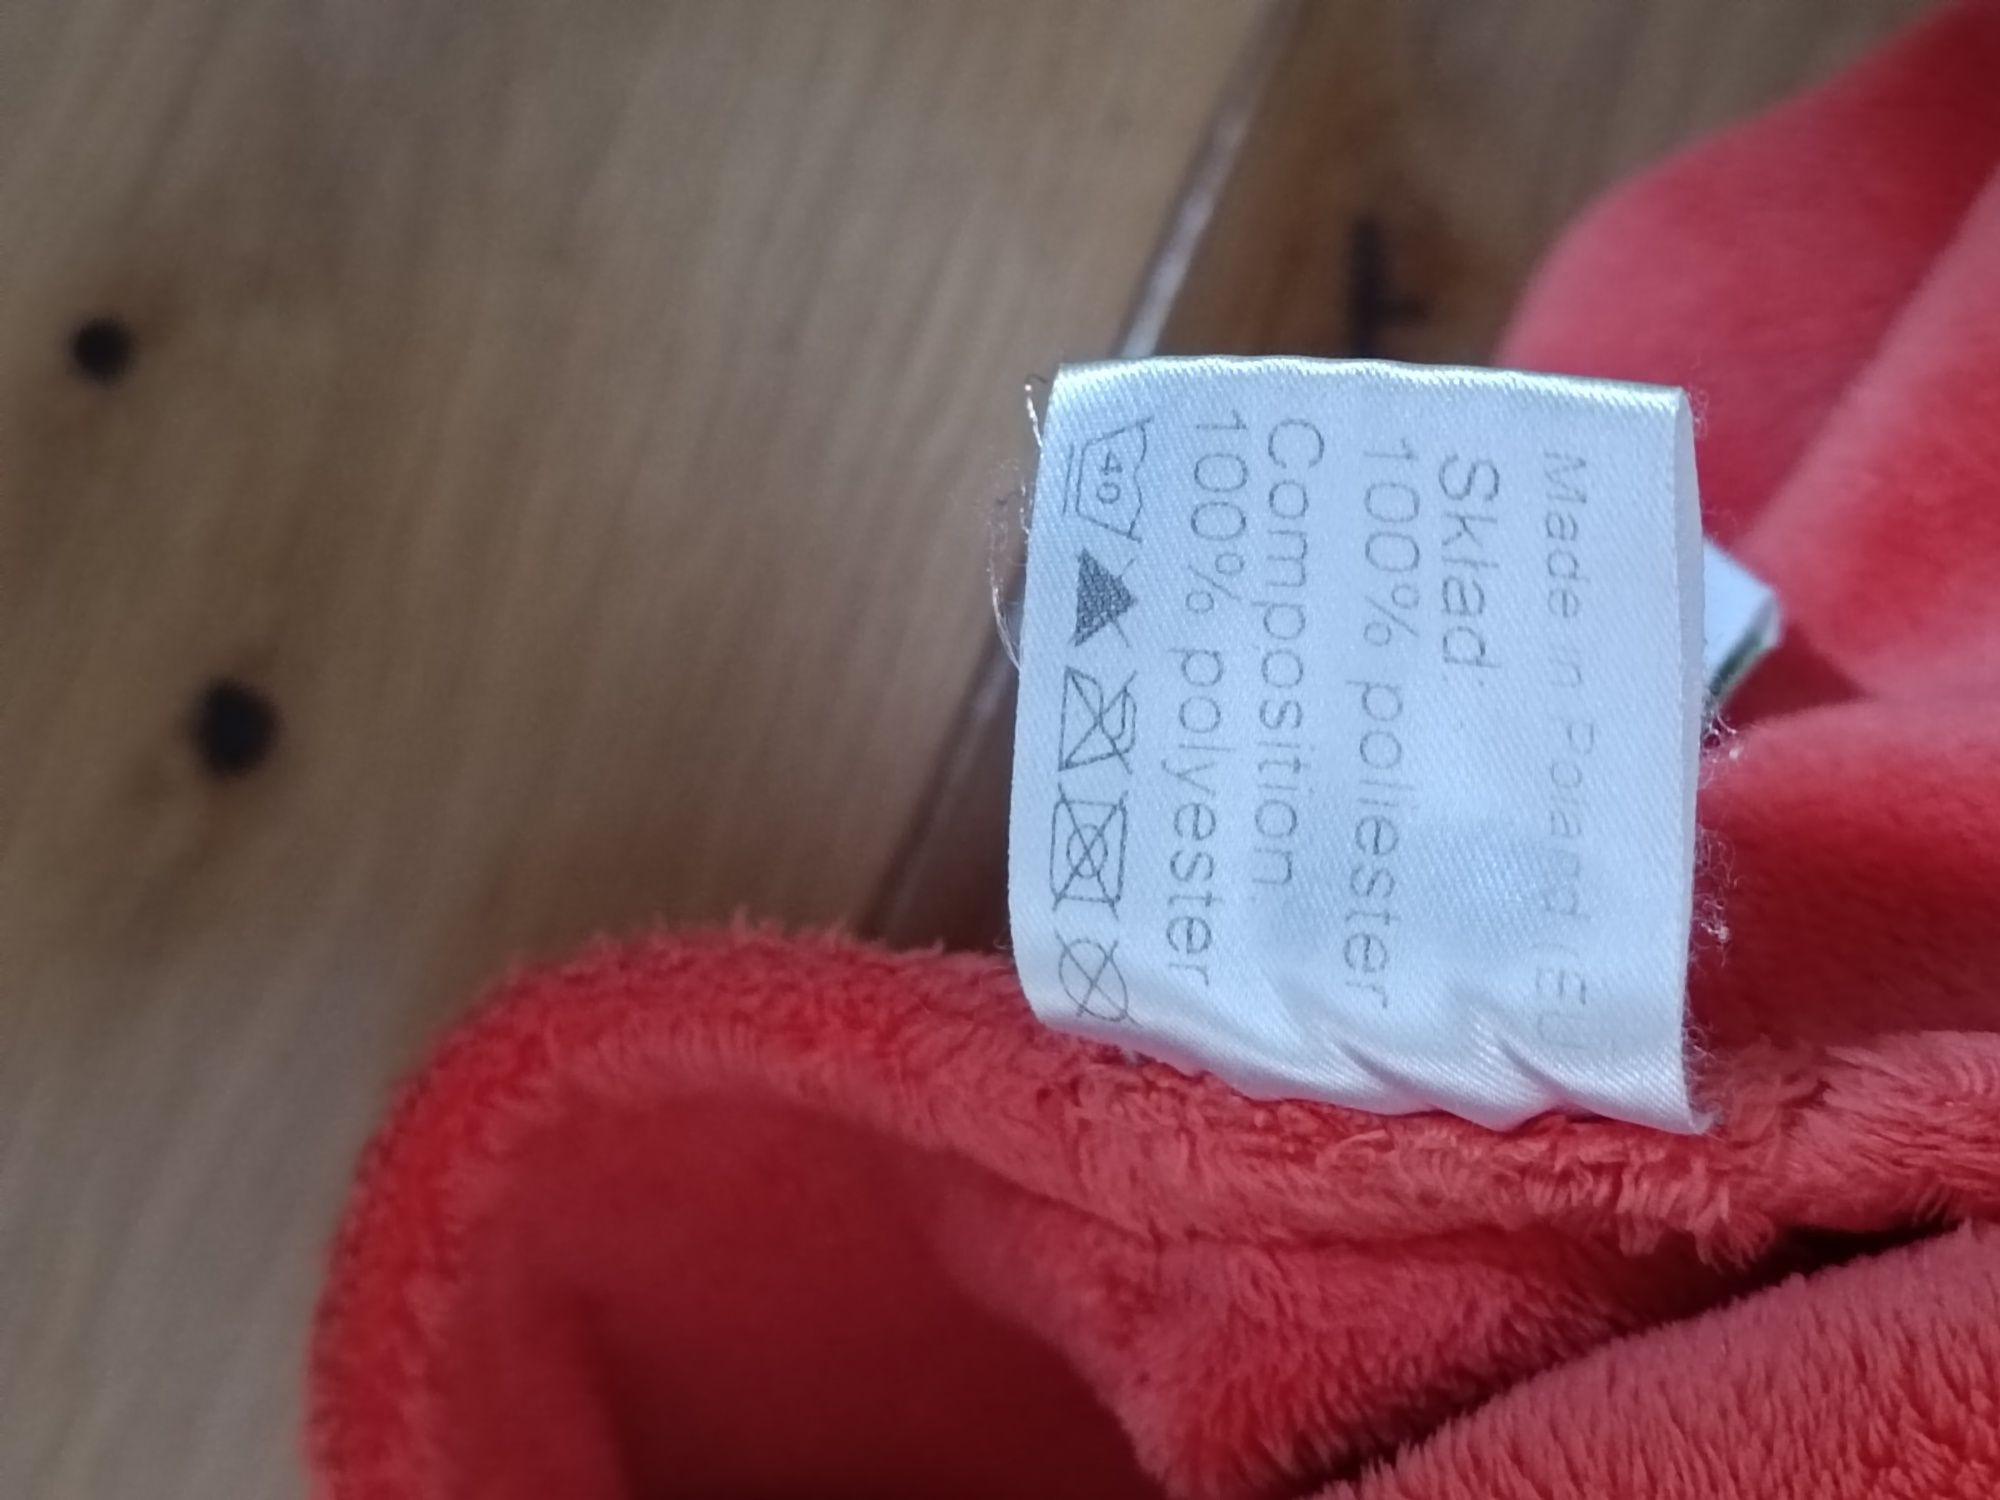 Made in Poland (EU)
Skład:
100% poliester
Composition:
100% polyester
40